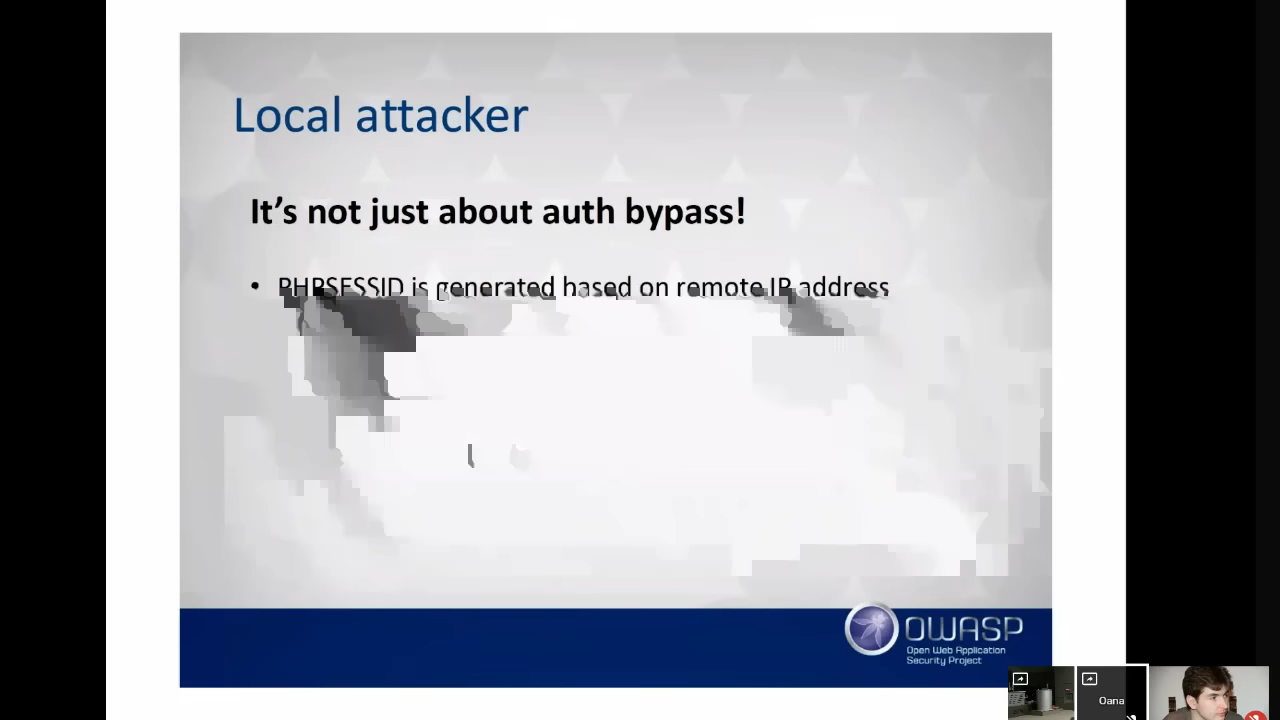 Local attacker
It's not just about auth bypass!
• PHPSESSID is generated based on remote IP address
OWASP
Open Web Application
Security Project
Oana